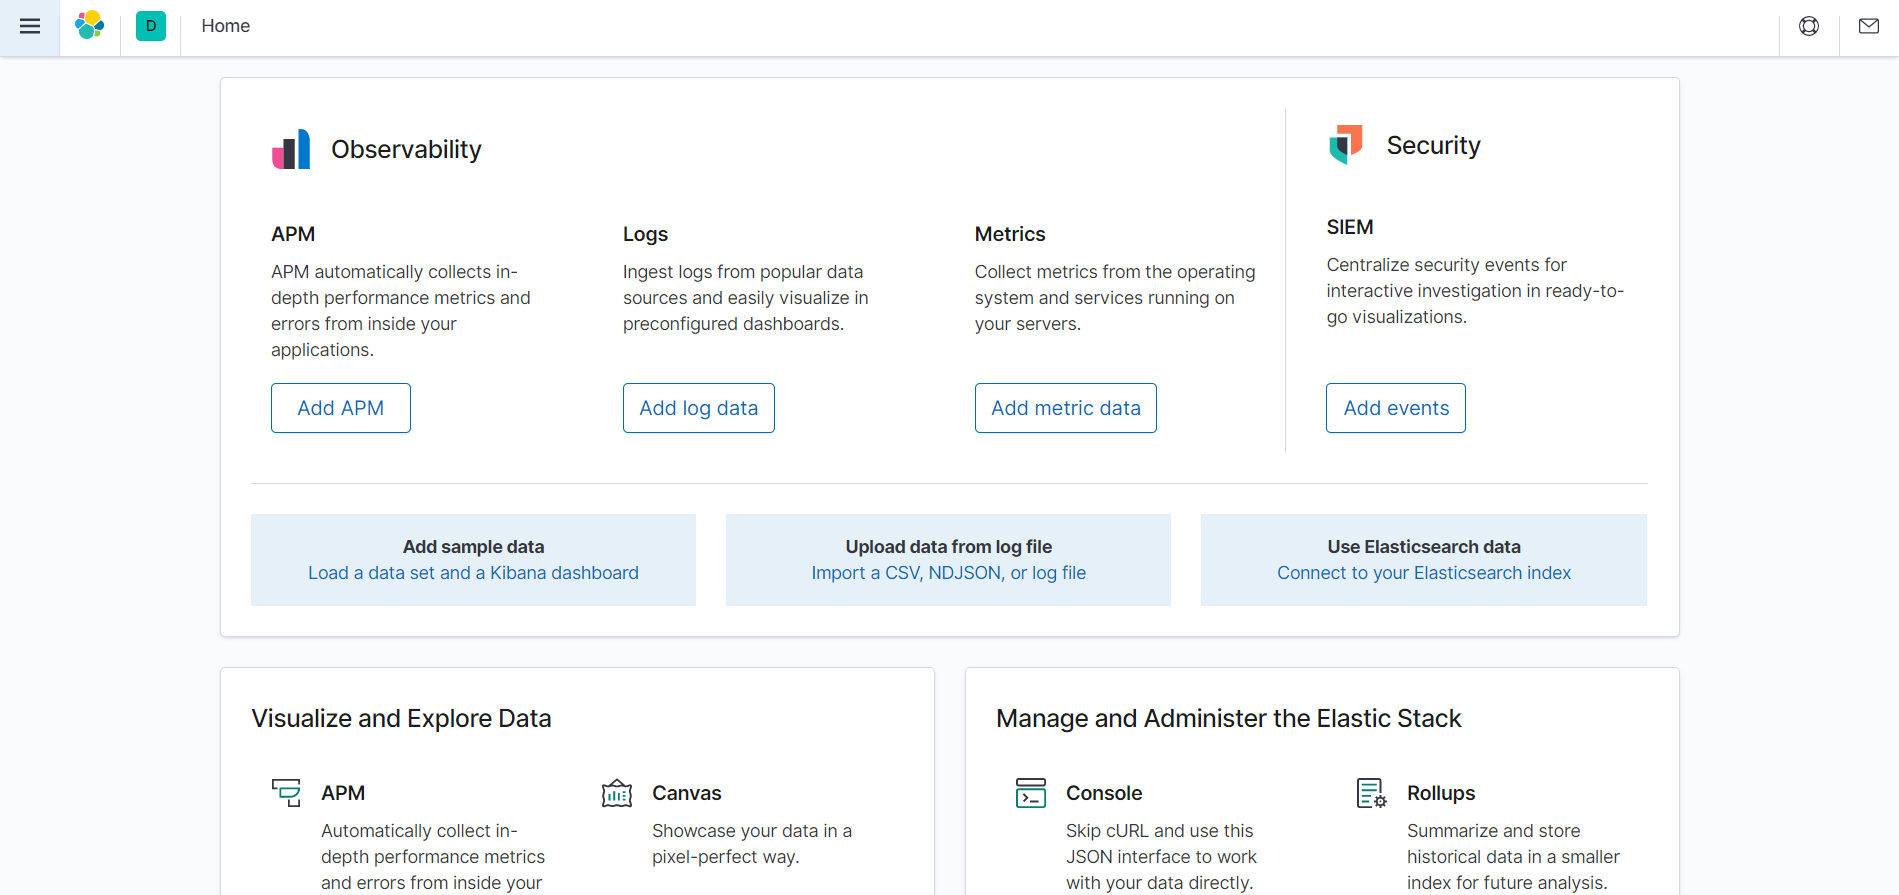 D
Home
Observability
Security
APM
APM automatically collects in-
depth performance metrics and
errors from inside your
applications.
Add APM
Logs
Ingest logs from popular data
sources and easily visualize in
preconfigured dashboards.
Add log data
Metrics
Collect metrics from the operating
system and services running on
your servers.
Add metric data
SIEM
Centralize security events for
interactive investigation in ready-to-
go visualizations.
Add events
Add sample data
Load a data set and a Kibana dashboard
Upload data from log file
Import a CSV, NDJSON, or log file
Use Elasticsearch data
Connect to your Elasticsearch index
Visualize and Explore Data
APM
Automatically collect in-
depth performance metrics
and errors from inside your
Canvas
Showcase your data in a
pixel-perfect way.
Manage and Administer the Elastic Stack
Console
Skip cURL and use this
JSON interface to work
with your data directly.
Rollups
Summarize and store
historical data in a smaller
index for future analysis.